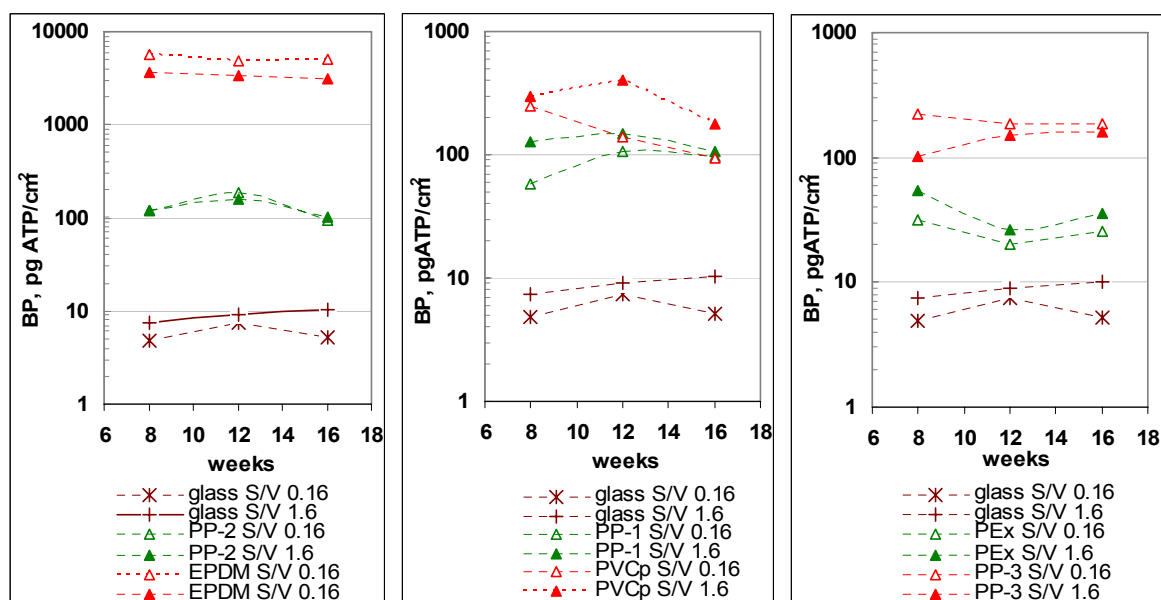 10000
1000
100
10
1
BP, pg ATP/cm²
6 8 10 12 14 16 18
weeks
glass S/V 0.16
glass S/V 1.6
PP-2 S/V 0.16
PP-2 S/V 1.6
EPDM S/V 0.16
EPDM S/V 0.16
1000
100
10
1
BP, pgATP/cm²
6 8 10 12 14 16 18
weeks
glass S/V 0.16
glass S/V 1.6
PP-1 S/V 0.16
PP-1 S/V 1.6
PVCp S/V 0.16
PVCp S/V 1.6
1000
100
10
1
BP, pgATP/cm²
6 8 10 12 14 16 18
weeks
glass S/V 0.16
glass S/V 1.6
PEx S/V 0.16
PEx S/V 1.6
PP-3 S/V 0.16
PP-3 S/V 1.6